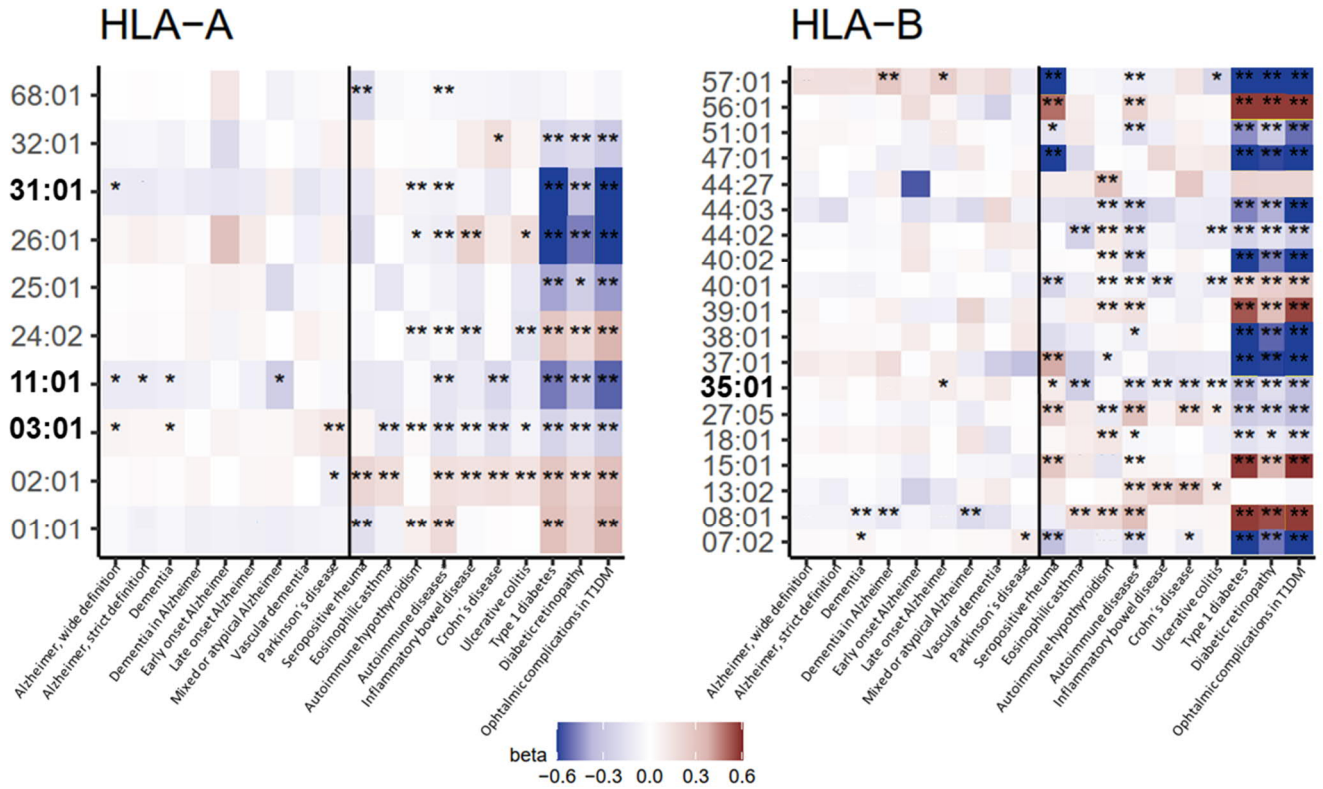 HLA−A
HLA−B
68:01
32:01
31:01
26:01
25:01
24:02
11:01
03:01
02:01
01:01
** **
* ** ** **
* ** ** ** ** **
* ** ** * ** ** **
** * **
** ** ** ** ** ** **
* * * * ** ** ** ** **
* * ** ** ** ** ** ** * ** ** **
* ** ** ** ** ** ** ** ** **
** ** ** ** **
57:01
56:01
51:01
47:01
44:27
44:03
44:02
40:02
40:01
39:01
38:01
37:01
35:01
27:05
18:01
15:01
13:02
08:01
07:02
** * ** ** * ** ** **
** ** ** ** **
* ** ** ** **
** ** ** **
**
** ** ** ** **
** ** ** ** ** ** **
** ** ** ** **
** ** ** ** ** ** ** **
** ** ** ** **
* ** ** **
** * ** ** **
* * ** ** ** ** ** ** ** **
** ** ** ** * ** ** **
** * ** * **
** ** ** ** **
** ** ** *
** ** ** ** ** ** ** ** **
* * ** ** * ** ** **
Alzheimer, wide definition
Alzheimer, strict definition
Dementia
Dementia in Alzheimer
Early onset Alzheimer
Late onset Alzheimer
Mixed or atypical Alzheimer
Vascular dementia
Parkinson´s disease
Seropositive rheuma
Eosinophilic asthma
Autoimmune hypothyroidism
Autoimmune diseases
Inflammatory bowel disease
Crohn´s disease
Ulcerative colitis
Type 1 diabetes
Diabetic retinopathy
Ophtalmic complications in T1DM
Alzheimer, wide definition
Alzheimer, strict definition
Dementia
Dementia in Alzheimer
Early onset Alzheimer
Late onset Alzheimer
Mixed or atypical Alzheimer
Vascular dementia
Parkinson´s disease
Seropositive rheuma
Eosinophilic asthma
Autoimmune hypothyroidism
Autoimmune diseases
Inflammatory bowel disease
Crohn´s disease
Ulcerative colitis
Type 1 diabetes
Diabetic retinopathy
Ophtalmic complications in T1DM
beta
−0.6 −0.3 0.0 0.3 0.6